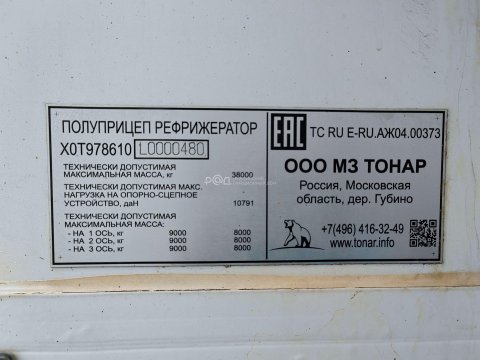 ПОЛУПРИЦЕП РЕФРИЖЕРАТОР
X0T978610 L0000480
ТЕХНИЧЕСКИ ДОПУСТИМАЯ
МАКСИМАЛЬНАЯ МАССА, кг 38000
ТЕХНИЧЕСКИ ДОПУСТИМАЯ МАКС.
НАГРУЗКА НА ОПОРНО-СЦЕПНОЕ
УСТРОЙСТВО, даН 10791
ТЕХНИЧЕСКИ ДОПУСТИМАЯ
МАКСИМАЛЬНАЯ МАССА:
- НА 1 ОСЬ, кг 9000 8000
- НА 2 ОСЬ, кг 9000 8000
- НА 3 ОСЬ, кг 9000 8000
EAC TC RU E-RU.АЖ04.00373
ООО МЗ ТОНАР
Россия, Московская
область, дер. Губино
+7(496) 416-32-49
www.tonar.info